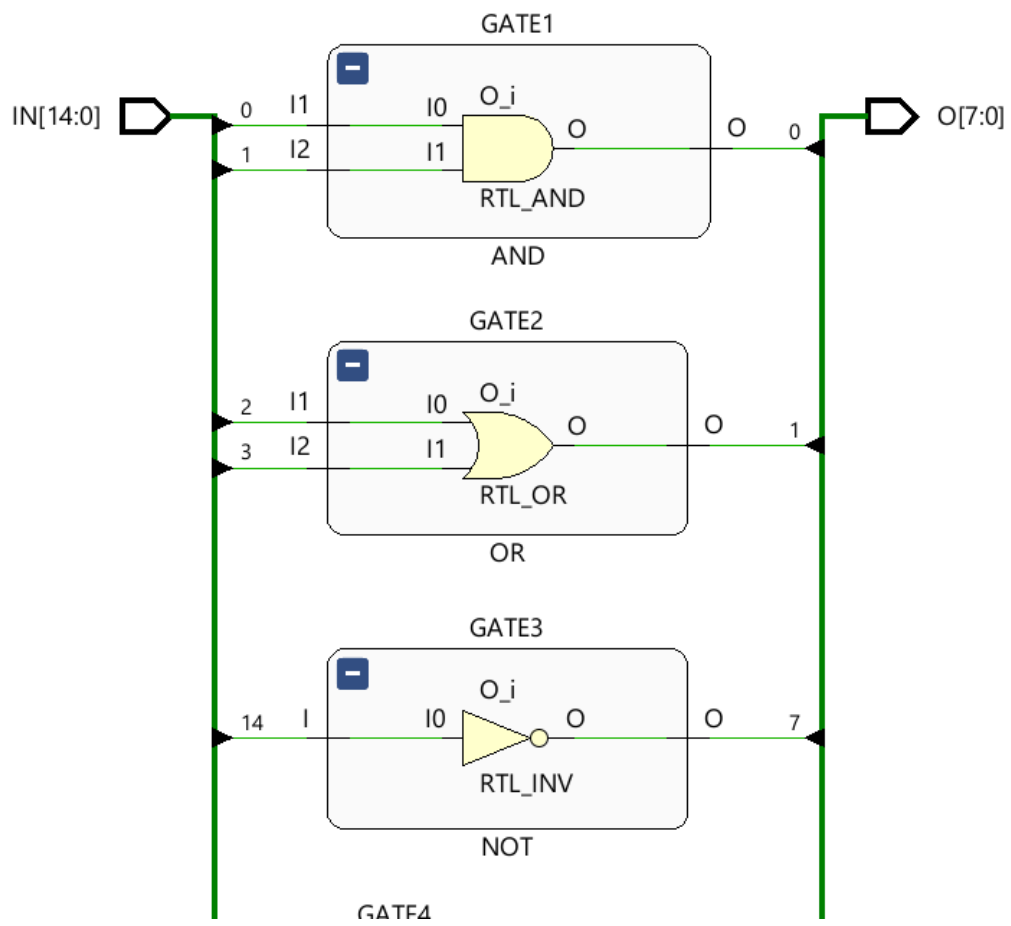 GATE1
IN[14:0]
O[7:0]
0 I1 I0 O_i O O 0
1 I2 I1
RTL_AND
AND
GATE2
2 I1 I0 O_i O O 1
3 I2 I1
RTL_OR
OR
GATE3
14 I I0 O_i O O 7
RTL_INV
NOT
GATE4